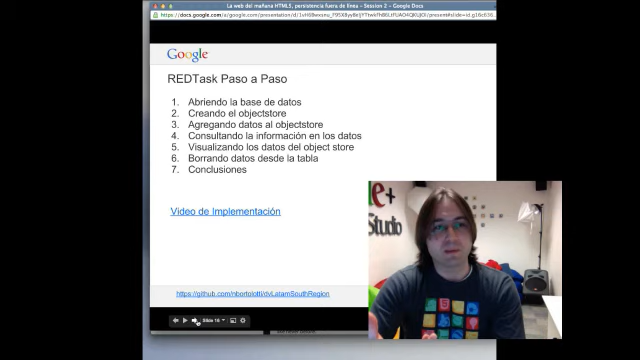 La web del mañana HTML5, persistencia fuera de línea – Session 2 – Google Docs
Google
REDTask Paso a Paso
1. Abriendo la base de datos
2. Creando el objectstore
3. Agregando datos al objectstore
4. Consultando la información en los datos
5. Visualizando los datos del object store
6. Borrando datos desde la tabla
7. Conclusiones
Video de Implementación
Studio
https://github.com/nbortolotti/dvLatamSouthRegion
Slide 16